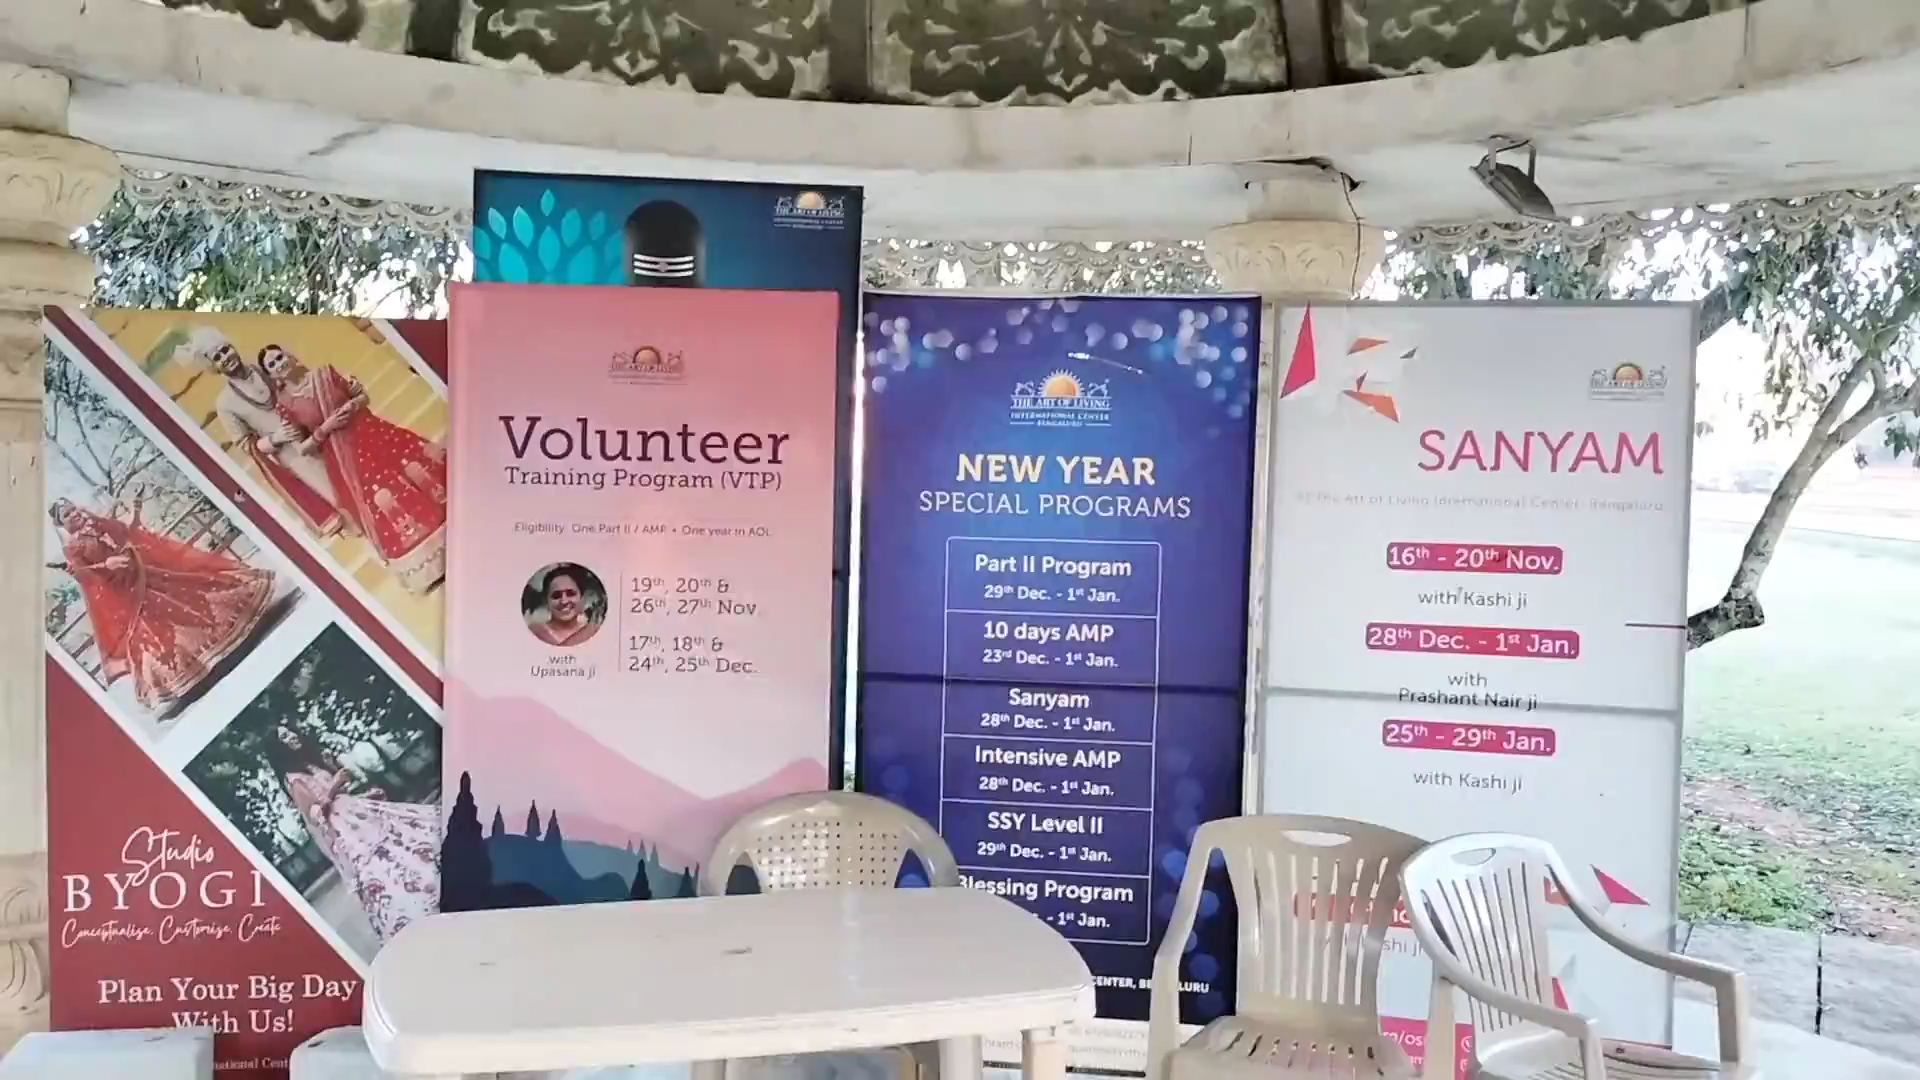 Studio
BYOGI
Conceptualise. Customise. Create
Plan Your Big Day
With Us!
THE ART OF LIVING
THE ART OF LIVING
Volunteer
Training Program (VTP)
Eligibility: One Part II / AMP • One year in AOL
19th, 20th &
26th, 27th Nov.
17th, 18th &
24th, 25th Dec.
with
Upasana ji
THE ART OF LIVING
INTERNATIONAL CENTER
BENGALURU
NEW YEAR
SPECIAL PROGRAMS
Part II Program
29th Dec. - 1st Jan.
10 days AMP
23rd Dec. - 1st Jan.
Sanyam
28th Dec. - 1st Jan.
Intensive AMP
28th Dec. - 1st Jan.
SSY Level II
29th Dec. - 1st Jan.
Blessing Program
- 1st Jan.
CENTER,
THE ART OF LIVING
SANYAM
At The Art of Living International Center, Bengaluru
16th - 20th Nov.
with Kashi ji
28th Dec. - 1st Jan.
with
Prashant Nair ji
25th - 29th Jan.
with Kashi ji